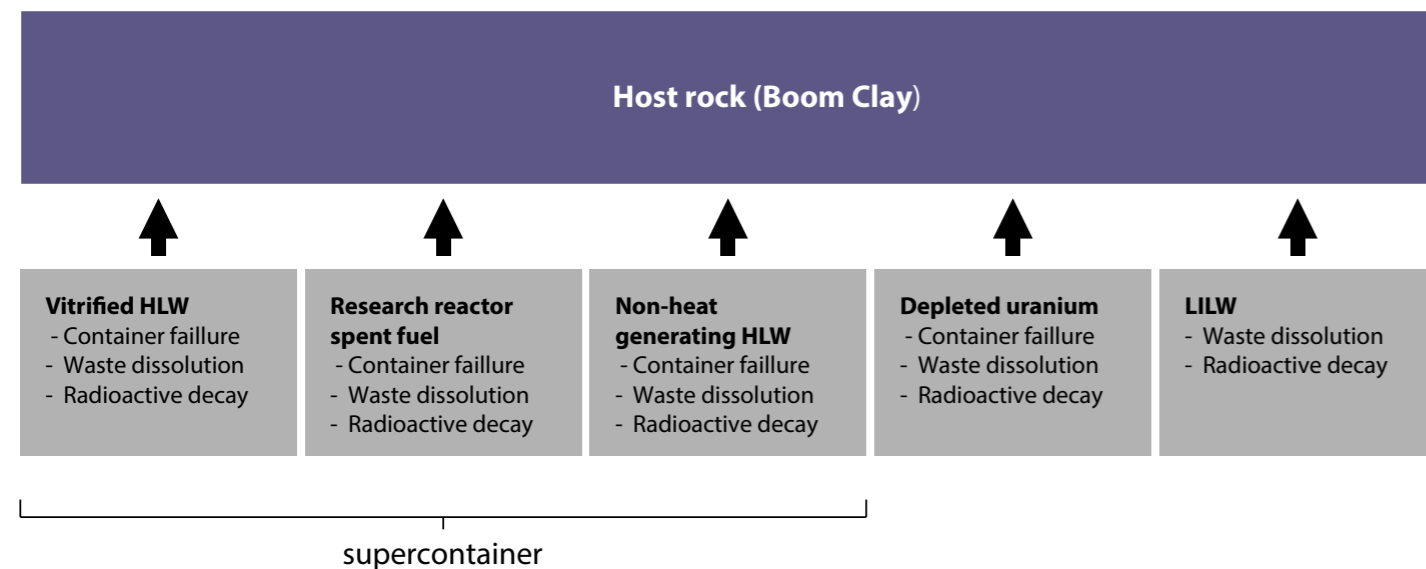 Host rock (Boom Clay)
Vitrified HLW
- Container faillure
- Waste dissolution
- Radioactive decay
Research reactor
spent fuel
- Container faillure
- Waste dissolution
- Radioactive decay
Non-heat
generating HLW
- Container faillure
- Waste dissolution
- Radioactive decay
Depleted uranium
- Container faillure
- Waste dissolution
- Radioactive decay
LILW
- Waste dissolution
- Radioactive decay
supercontainer